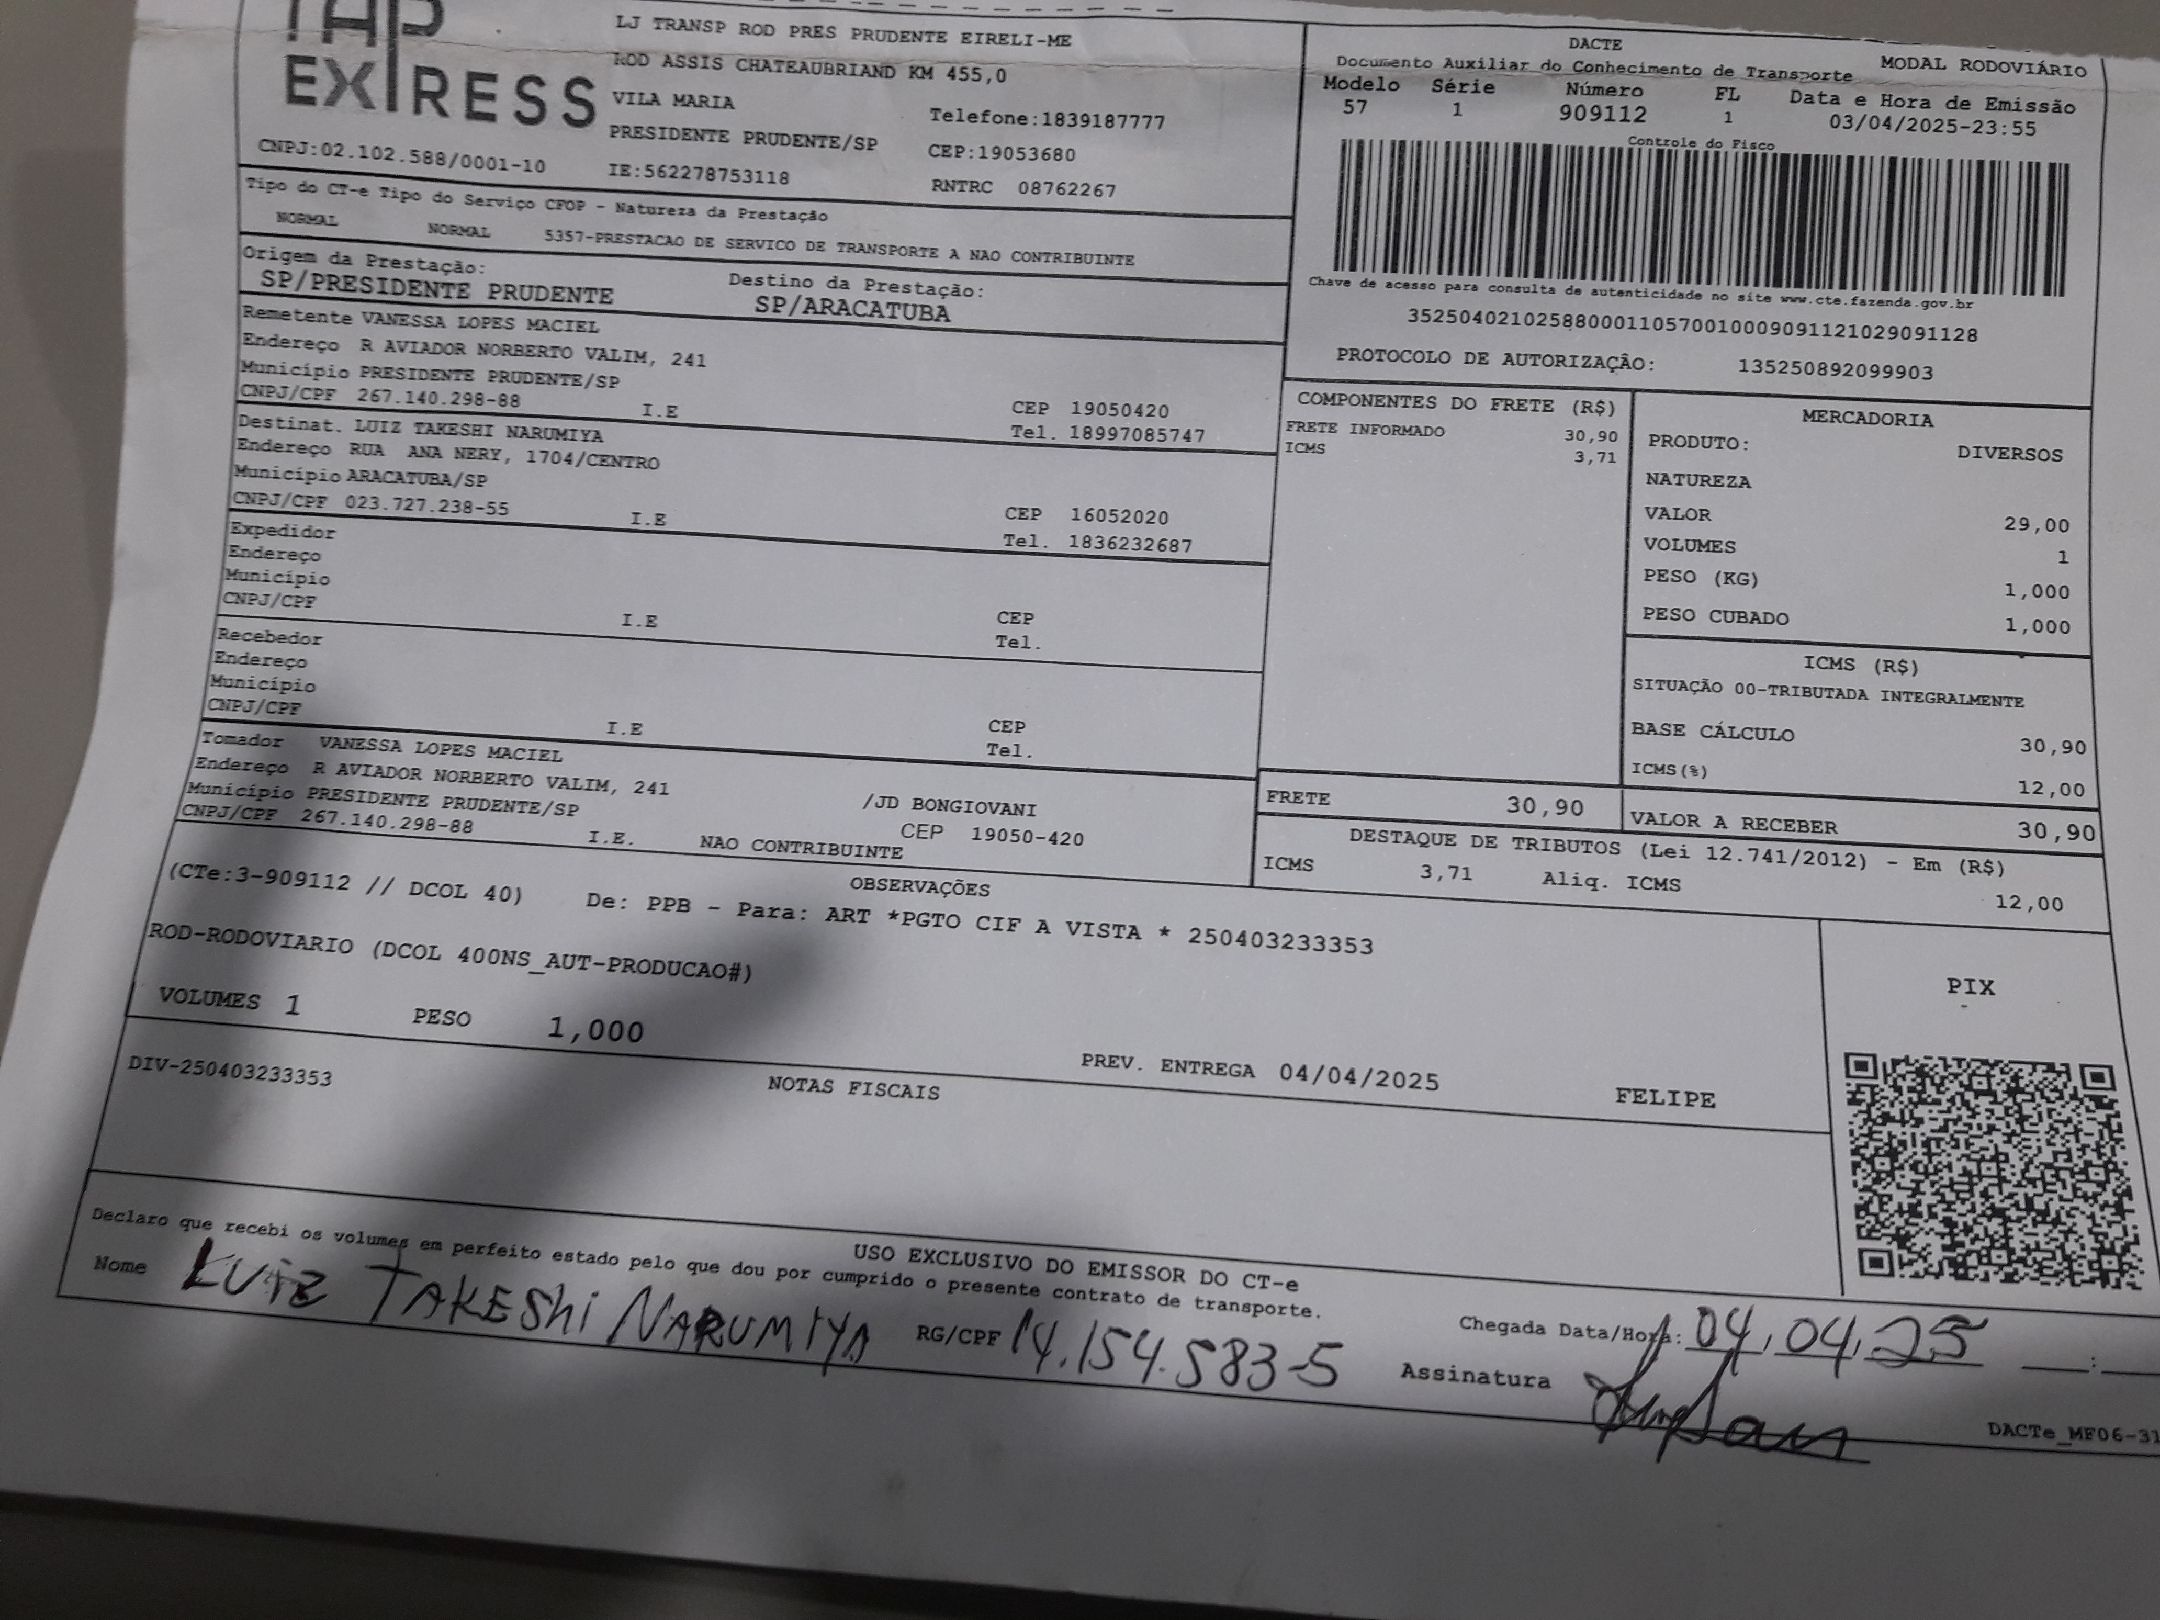 TAP
EXPRESS
LJ TRANSP ROD PRES PRUDENTE EIRELI-ME
ROD ASSIS CHATEAUBRIAND KM 455,0
VILA MARIA
Telefone:1839187777
PRESIDENTE PRUDENTE/SP CEP:19053680
CNPJ:02.102.588/0001-10 IE:562278753118 RNTRC 08762267
DACTE
Documento Auxiliar do Conhecimento de Transporte MODAL RODOVIÁRIO
Modelo Série Número FL Data e Hora de Emissão
57 1 909112 1 03/04/2025-23:55
Controle do Fisco
Chave de acesso para consulta de autenticidade no site www.cte.fazenda.gov.br
35250402102588000110570010009091121029091128
PROTOCOLO DE AUTORIZAÇÃO: 135250892099903
Tipo do CT-e Tipo do Serviço CFOP - Natureza da Prestação
NORMAL NORMAL 5357-PRESTACAO DE SERVICO DE TRANSPORTE A NAO CONTRIBUINTE
Origem da Prestação: Destino da Prestação:
SP/PRESIDENTE PRUDENTE SP/ARACATUBA
Remetente VANESSA LOPES MACIEL
Endereço R AVIADOR NORBERTO VALIM, 241
Município PRESIDENTE PRUDENTE/SP CEP 19050420
CNPJ/CPF 267.140.298-88 I.E Tel. 18997085747
Destinat. LUIZ TAKESHI NARUMIYA
Endereço RUA ANA NERY, 1704/CENTRO
Município ARACATUBA/SP CEP 16052020
CNPJ/CPF 023.727.238-55 I.E Tel. 1836232687
Expedidor
Endereço
Município CEP
CNPJ/CPF I.E Tel.
Recebedor
Endereço
Município CEP
CNPJ/CPF I.E Tel.
Tomador VANESSA LOPES MACIEL
Endereço R AVIADOR NORBERTO VALIM, 241 /JD BONGIOVANI
Município PRESIDENTE PRUDENTE/SP CEP 19050-420
CNPJ/CPF 267.140.298-88 I.E. NAO CONTRIBUINTE
COMPONENTES DO FRETE (R$)
FRETE INFORMADO 30,90
ICMS 3,71
MERCADORIA
PRODUTO: DIVERSOS
NATUREZA
VALOR 29,00
VOLUMES 1
PESO (KG) 1,000
PESO CUBADO 1,000
ICMS (R$)
SITUAÇÃO 00-TRIBUTADA INTEGRALMENTE
BASE CÁLCULO 30,90
ICMS(%) 12,00
FRETE 30,90 VALOR A RECEBER 30,90
DESTAQUE DE TRIBUTOS (Lei 12.741/2012) - Em (R$)
ICMS 3,71 Aliq. ICMS 12,00
OBSERVAÇÕES
(CTe:3-909112 // DCOL 40) De: PPB - Para: ART *PGTO CIF A VISTA * 250403233353
ROD-RODOVIARIO (DCOL 400NS_AUT-PRODUCAO#)
VOLUMES 1 PESO 1,000 PREV. ENTREGA 04/04/2025 FELIPE
PIX
DIV-250403233353 NOTAS FISCAIS
USO EXCLUSIVO DO EMISSOR DO CT-e
Declaro que recebi os volumes em perfeito estado pelo que dou por cumprido o presente contrato de transporte.
Chegada Data/Hora: 04.04.25 __:__
Nome LUIZ TAKESHI NARUMIYA RG/CPF 14.154.583-5 Assinatura
DACTe_MF06-31